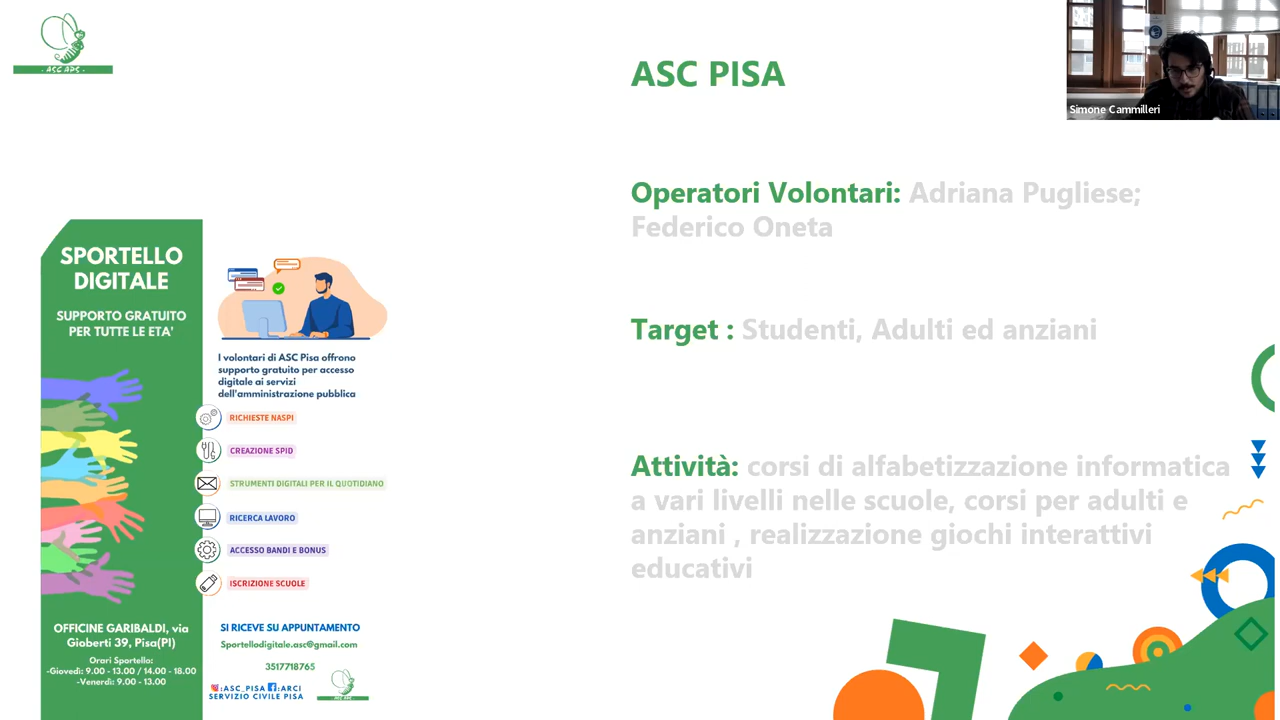 - ASC APS -
ASC PISA
Simone Cammilleri
Operatori Volontari: Adriana Pugliese;
Federico Oneta
Target : Studenti, Adulti ed anziani
Attività: corsi di alfabetizzazione informatica
a vari livelli nelle scuole, corsi per adulti e
anziani , realizzazione giochi interattivi
educativi
SPORTELLO
DIGITALE
SUPPORTO GRATUITO
PER TUTTE LE ETA'
I volontari di ASC Pisa offrono
supporto gratuito per accesso
digitale ai servizi
dell'amministrazione pubblica
RICHIESTE NASPI
CREAZIONE SPID
STRUMENTI DIGITALI PER IL QUOTIDIANO
RICERCA LAVORO
ACCESSO BANDI E BONUS
ISCRIZIONE SCUOLE
OFFICINE GARIBALDI, via
Gioberti 39, Pisa(PI)
Orari Sportello:
-Giovedì: 9.00 - 13.00 / 14.00 - 18.00
-Venerdì: 9.00 - 13.00
SI RICEVE SU APPUNTAMENTO
Sportellodigitale.asc@gmail.com
3517718765
:ASC_PISA :ARCI
SERVIZIO CIVILE PISA